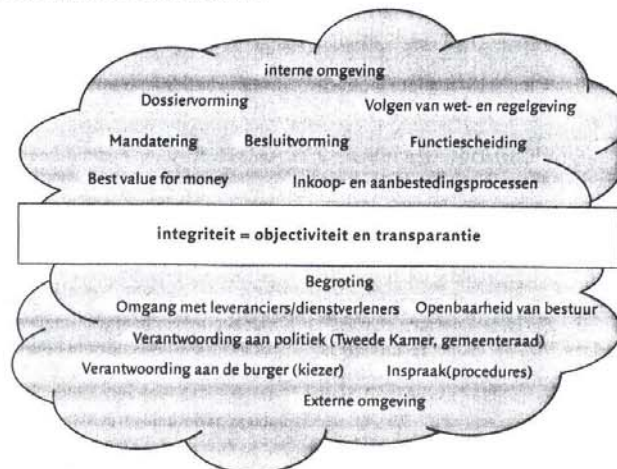 interne omgeving
Dossiervorming Volgen van wet- en regelgeving
Mandatering Besluitvorming Functiescheiding
Best value for money Inkoop- en aanbestedingsprocessen
integriteit = objectiviteit en transparantie
Begroting
Omgang met leveranciers/dienstverleners Openbaarheid van bestuur
Verantwoording aan politiek (Tweede Kamer, gemeenteraad)
Verantwoording aan de burger (kiezer) Inspraak(procedures)
Externe omgeving